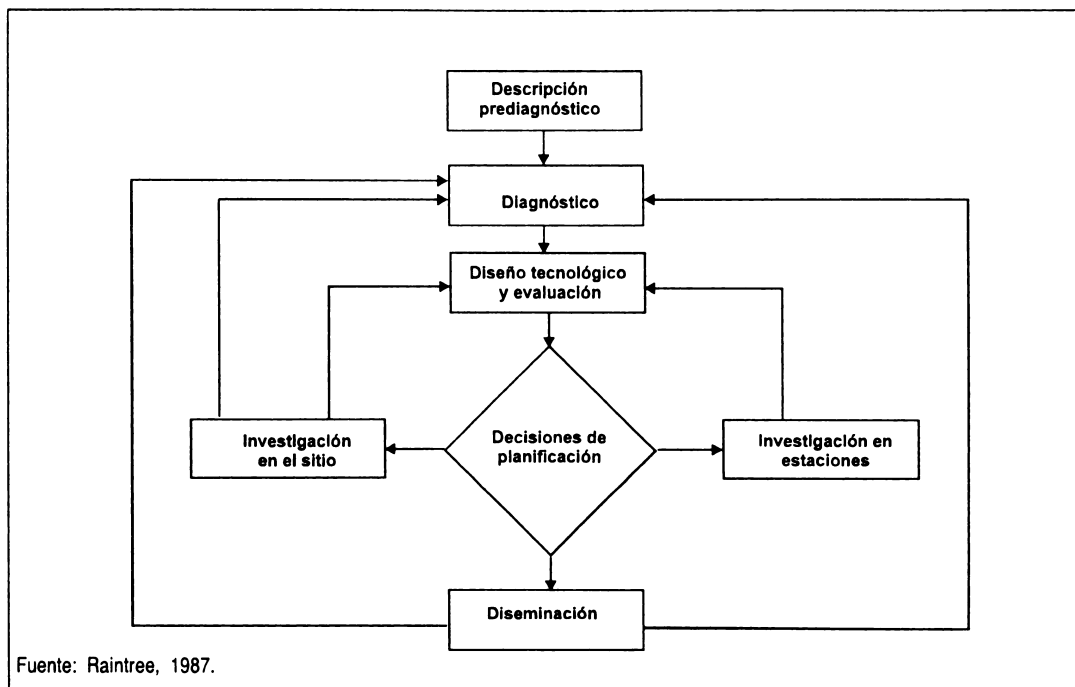 Descripción
prediagnóstico
Diagnóstico
Diseño tecnológico
y evaluación
Decisiones de
planificación
Investigación
en el sitio
Investigación en
estaciones
Diseminación
Fuente: Raintree, 1987.